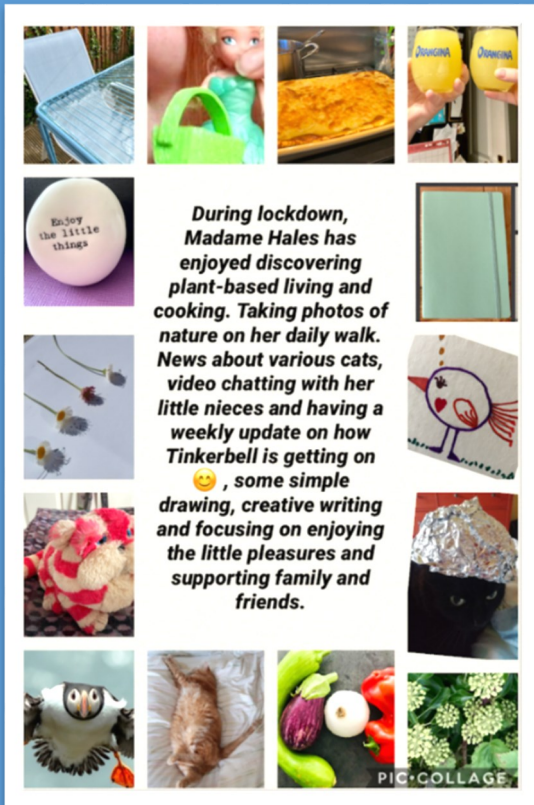 ORANGINA
ORANGINA
Enjoy
the little
things
During lockdown,
Madame Hales has
enjoyed discovering
plant-based living and
cooking. Taking photos of
nature on her daily walk.
News about various cats,
video chatting with her
little nieces and having a
weekly update on how
Tinkerbell is getting on
😊 , some simple
drawing, creative writing
and focusing on enjoying
the little pleasures and
supporting family and
friends.
PIC•COLLAGE